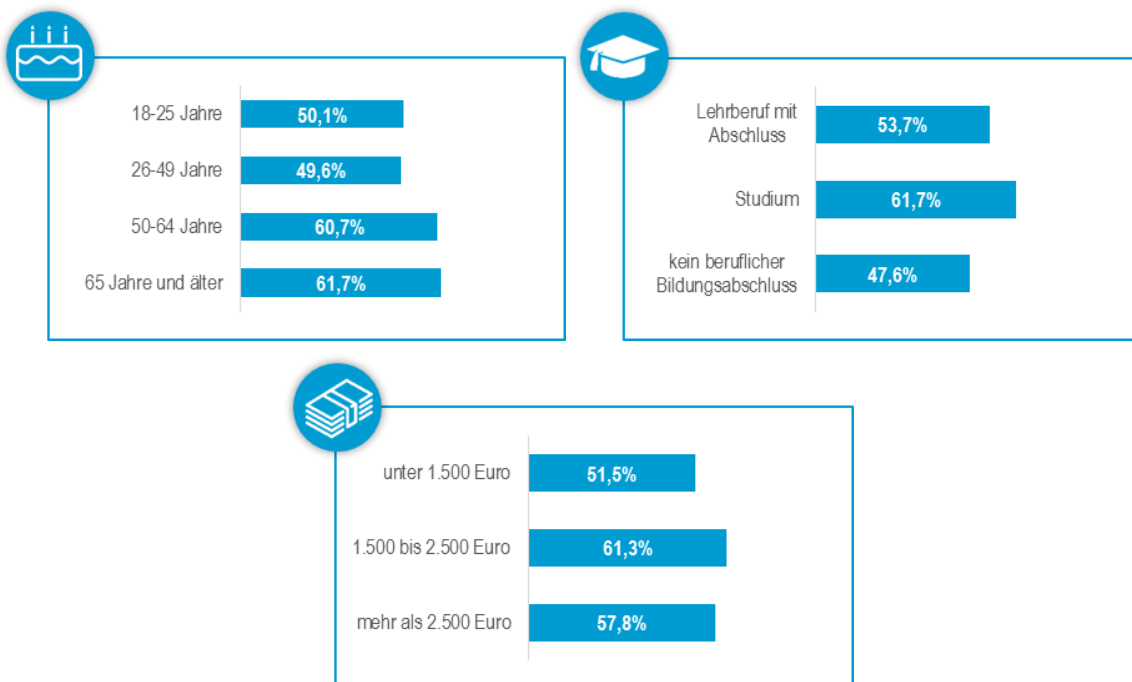 18-25 Jahre 50,1%
26-49 Jahre 49,6%
50-64 Jahre 60,7%
65 Jahre und älter 61,7%
Lehrberuf mit
Abschluss 53,7%
Studium 61,7%
kein beruflicher
Bildungsabschluss 47,6%
unter 1.500 Euro 51,5%
1.500 bis 2.500 Euro 61,3%
mehr als 2.500 Euro 57,8%